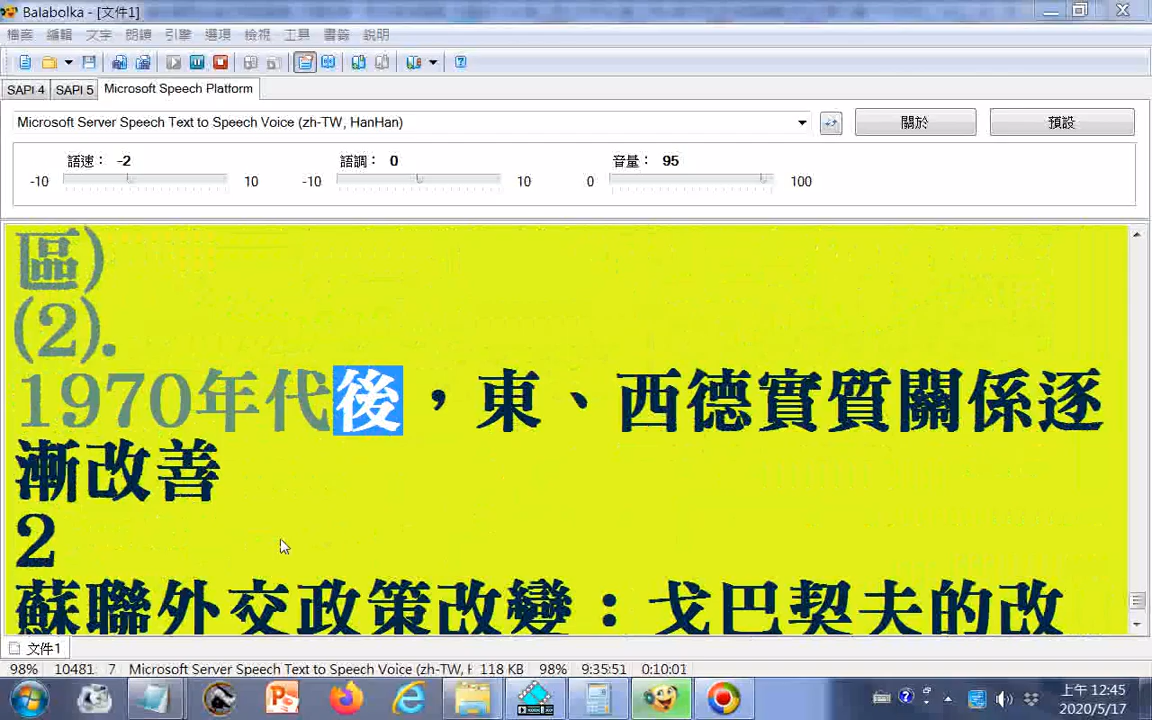 Balabolka - [文件1]
檔案 編輯 文字 朗讀 引擎 選項 檢視 工具 書籤 說明
SAPI 4 SAPI 5 Microsoft Speech Platform
Microsoft Server Speech Text to Speech Voice (zh-TW, HanHan) 關於 預設
語速： -2 語調： 0 音量： 95
-10 10 -10 10 0 100
區)
(2).
1970年代後，東、西德實質關係逐
漸改善
2
蘇聯外交政策改變：戈巴契夫的改
文件1
98% 10481 7 Microsoft Server Speech Text to Speech Voice (zh-TW, H 118 KB 98% 9:35:51 0:10:01
上午 12:45
2020/5/17